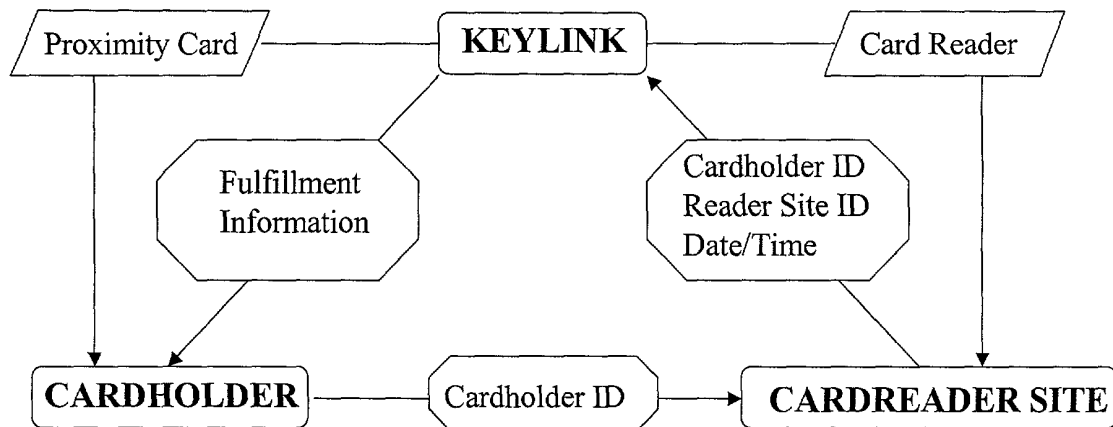 Proximity Card
KEYLINK
Card Reader
Fulfillment
Information
Cardholder ID
Reader Site ID
Date/Time
CARDHOLDER
Cardholder ID
CARDREADER SITE